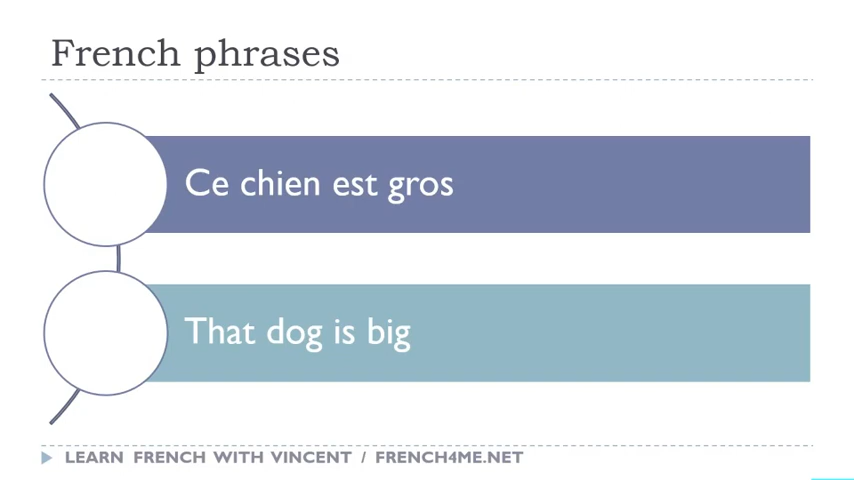 French phrases
Ce chien est gros
That dog is big
LEARN FRENCH WITH VINCENT / FRENCH4ME.NET